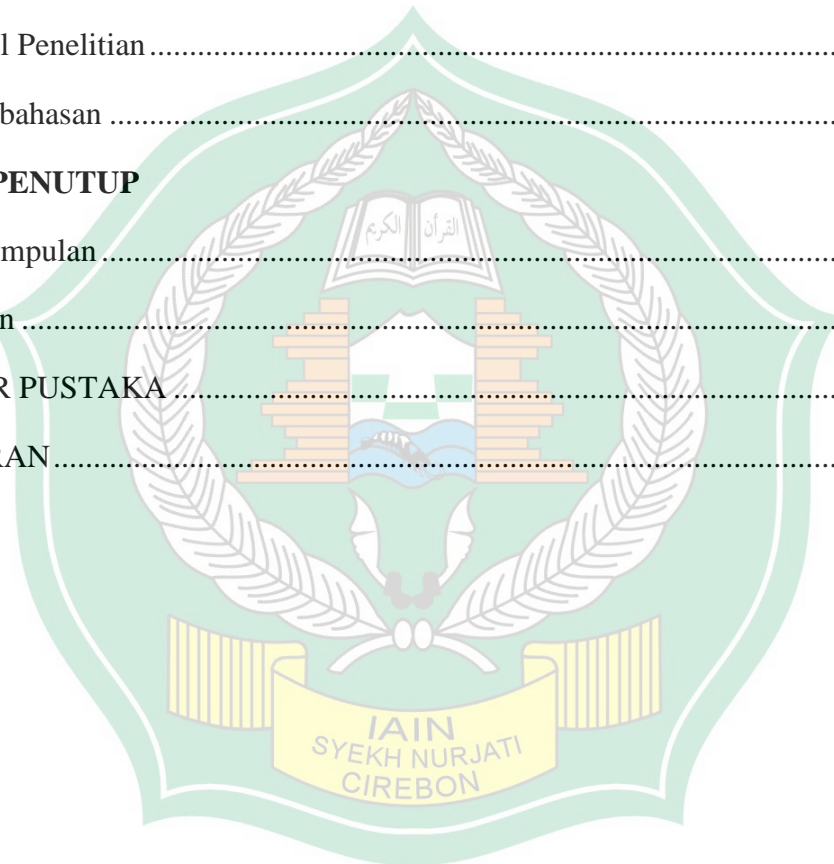 l Penelitian........................................................................................
bahasan ............................................................................................
PENUTUP
mpulan ..............................................................................................
n .......................................................................................................
R PUSTAKA .....................................................................................
RAN...................................................................................................
القرآن الكريم
IAIN
SYEKH NURJATI
CIREBON